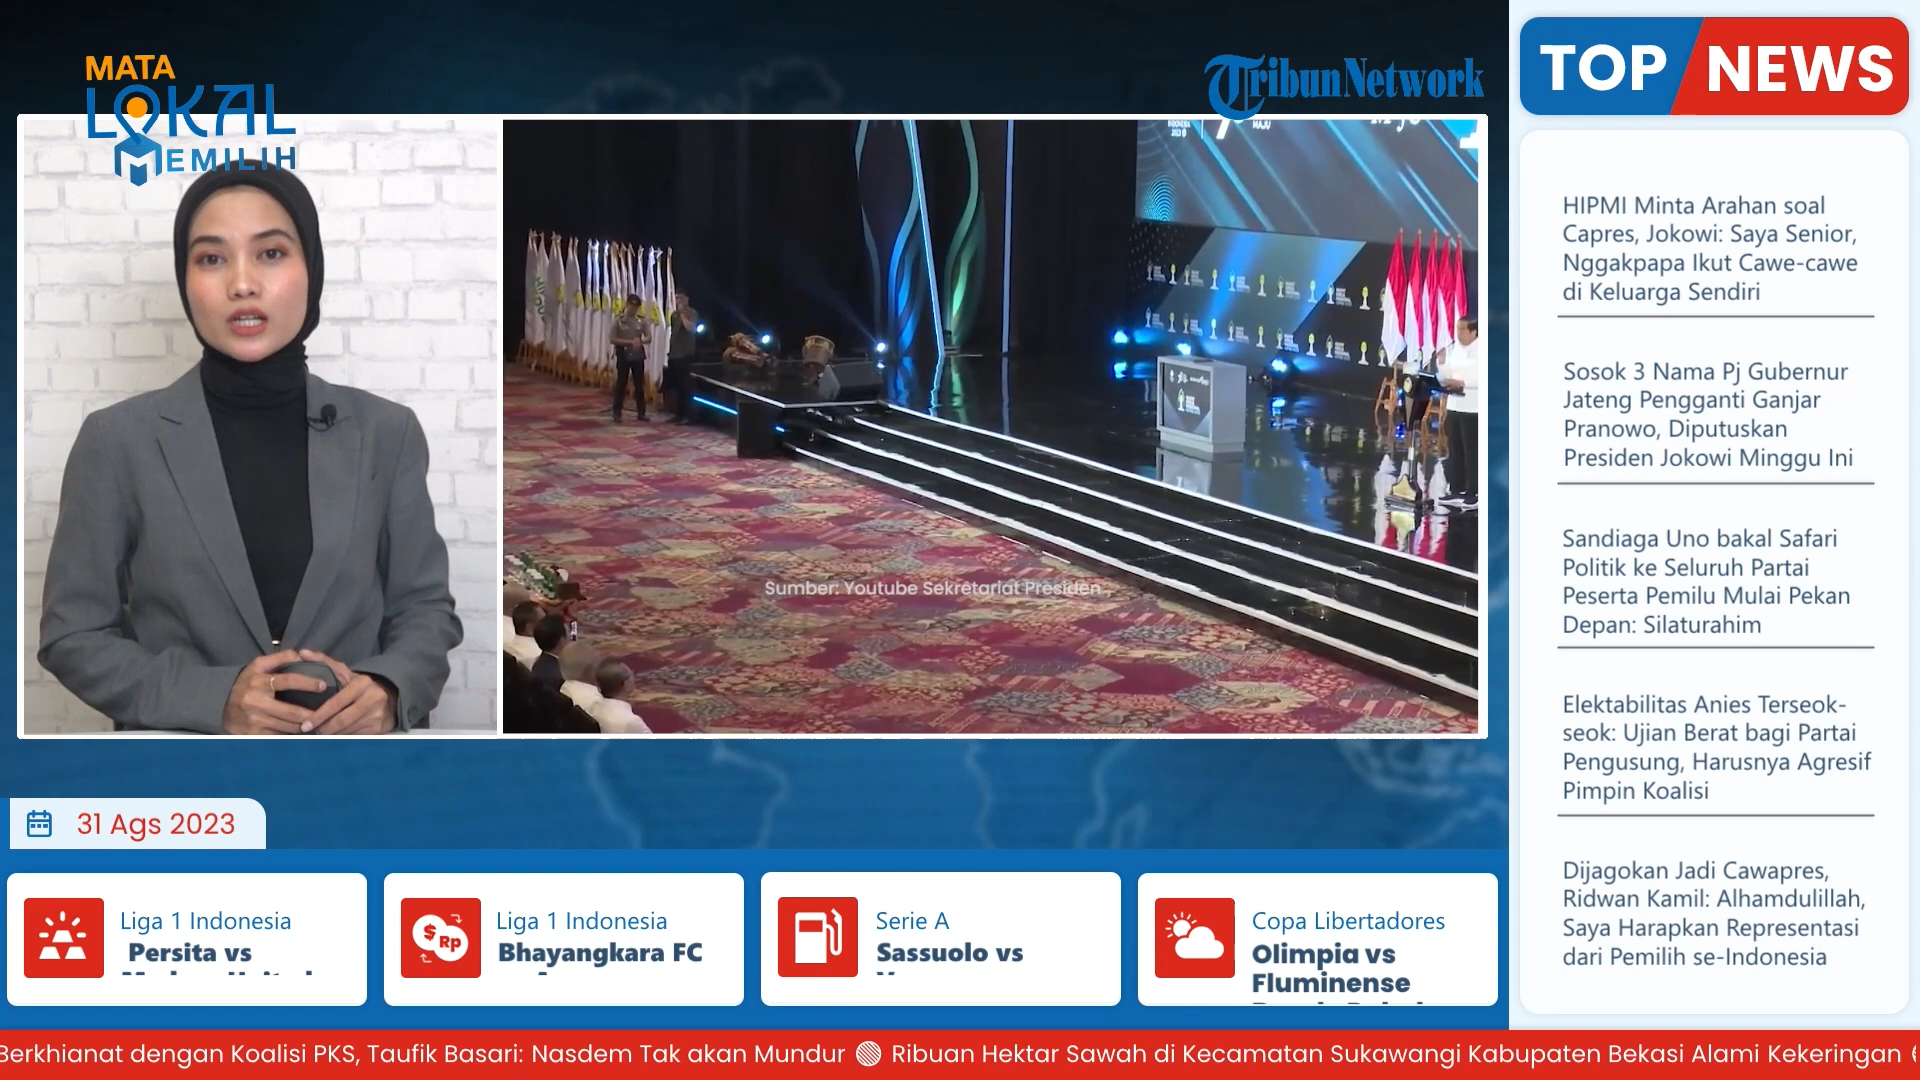 MATA
LOKAL
MEMILIH
TribunNetwork
TOP NEWS
MAJU
Sumber: Youtube Sekretariat Presiden
HIPMI Minta Arahan soal
Capres, Jokowi: Saya Senior,
Nggakpapa Ikut Cawe-cawe
di Keluarga Sendiri
Sosok 3 Nama Pj Gubernur
Jateng Pengganti Ganjar
Pranowo, Diputuskan
Presiden Jokowi Minggu Ini
Sandiaga Uno bakal Safari
Politik ke Seluruh Partai
Peserta Pemilu Mulai Pekan
Depan: Silaturahim
Elektabilitas Anies Terseok-
seok: Ujian Berat bagi Partai
Pengusung, Harusnya Agresif
Pimpin Koalisi
Dijagokan Jadi Cawapres,
Ridwan Kamil: Alhamdulillah,
Saya Harapkan Representasi
dari Pemilih se-Indonesia
31 Ags 2023
Liga 1 Indonesia
Persita vs
Liga 1 Indonesia
Bhayangkara FC
$ Rp
Serie A
Sassuolo vs
Copa Libertadores
Olimpia vs
Fluminense
Berkhianat dengan Koalisi PKS, Taufik Basari: Nasdem Tak akan Mundur Ribuan Hektar Sawah di Kecamatan Sukawangi Kabupaten Bekasi Alami Kekeringan